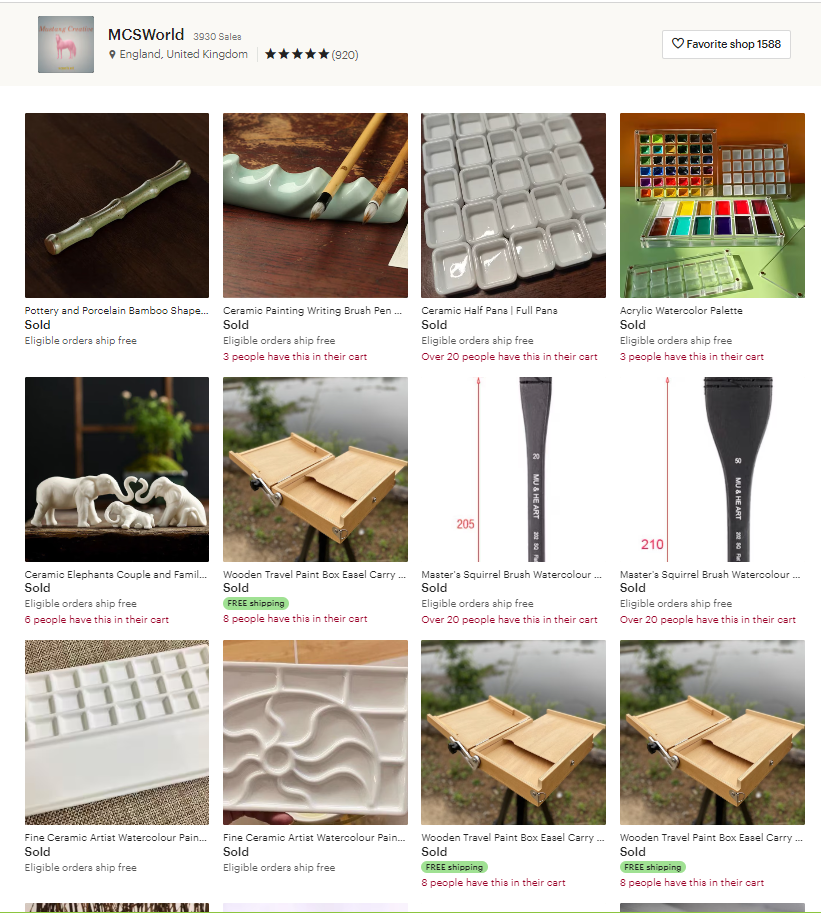 Mustang Creation
MCSWorld 3930 Sales
England, United Kingdom (920)
Favorite shop 1588
Pottery and Porcelain Bamboo Shape...
Sold
Eligible orders ship free
Ceramic Painting Writing Brush Pen ...
Sold
Eligible orders ship free
3 people have this in their cart
Ceramic Half Pans | Full Pans
Sold
Eligible orders ship free
Over 20 people have this in their cart
Acrylic Watercolor Palette
Sold
Eligible orders ship free
3 people have this in their cart
205
20
MU & HE ART
202 SQ
210
50
MU & HE ART
202 SQ
Ceramic Elephants Couple and Famil...
Sold
Eligible orders ship free
6 people have this in their cart
Wooden Travel Paint Box Easel Carry ...
Sold
FREE shipping
8 people have this in their cart
Master's Squirrel Brush Watercolour ...
Sold
Eligible orders ship free
Over 20 people have this in their cart
Master's Squirrel Brush Watercolour ...
Sold
Eligible orders ship free
Over 20 people have this in their cart
Fine Ceramic Artist Watercolour Pain...
Sold
Eligible orders ship free
Fine Ceramic Artist Watercolour Pain...
Sold
Eligible orders ship free
Wooden Travel Paint Box Easel Carry ...
Sold
FREE shipping
8 people have this in their cart
Wooden Travel Paint Box Easel Carry ...
Sold
FREE shipping
8 people have this in their cart